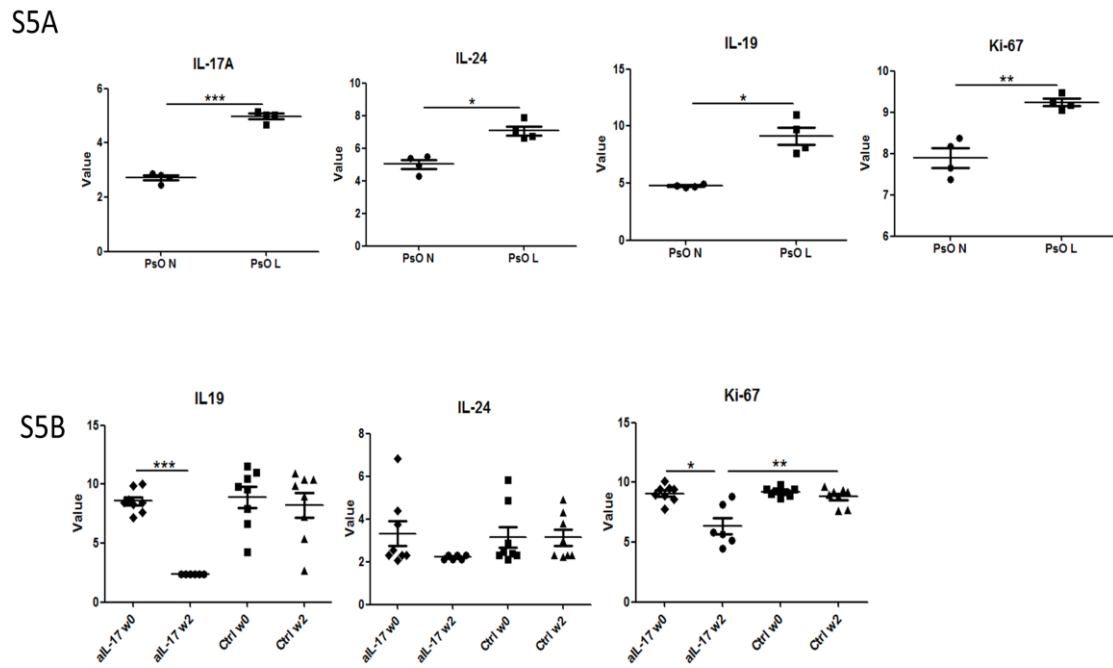 S5A
IL-17A
***
6
4
2
0
Value
PsO N
PsO L
IL-24
*
10
8
6
4
2
0
Value
PsO N
PsO L
IL-19
*
15
10
5
0
Value
PsO N
PsO L
Ki-67
**
10
9
8
7
6
Value
PsO N
PsO L
S5B
IL19
***
15
10
5
0
Value
aIL-17 w0
aIL-17 w2
Ctrl w0
Ctrl w2
IL-24
8
6
4
2
0
Value
aIL-17 w0
aIL-17 w2
Ctrl w0
Ctrl w2
Ki-67
*
**
15
10
5
0
Value
aIL-17 w0
aIL-17 w2
Ctrl w0
Ctrl w2